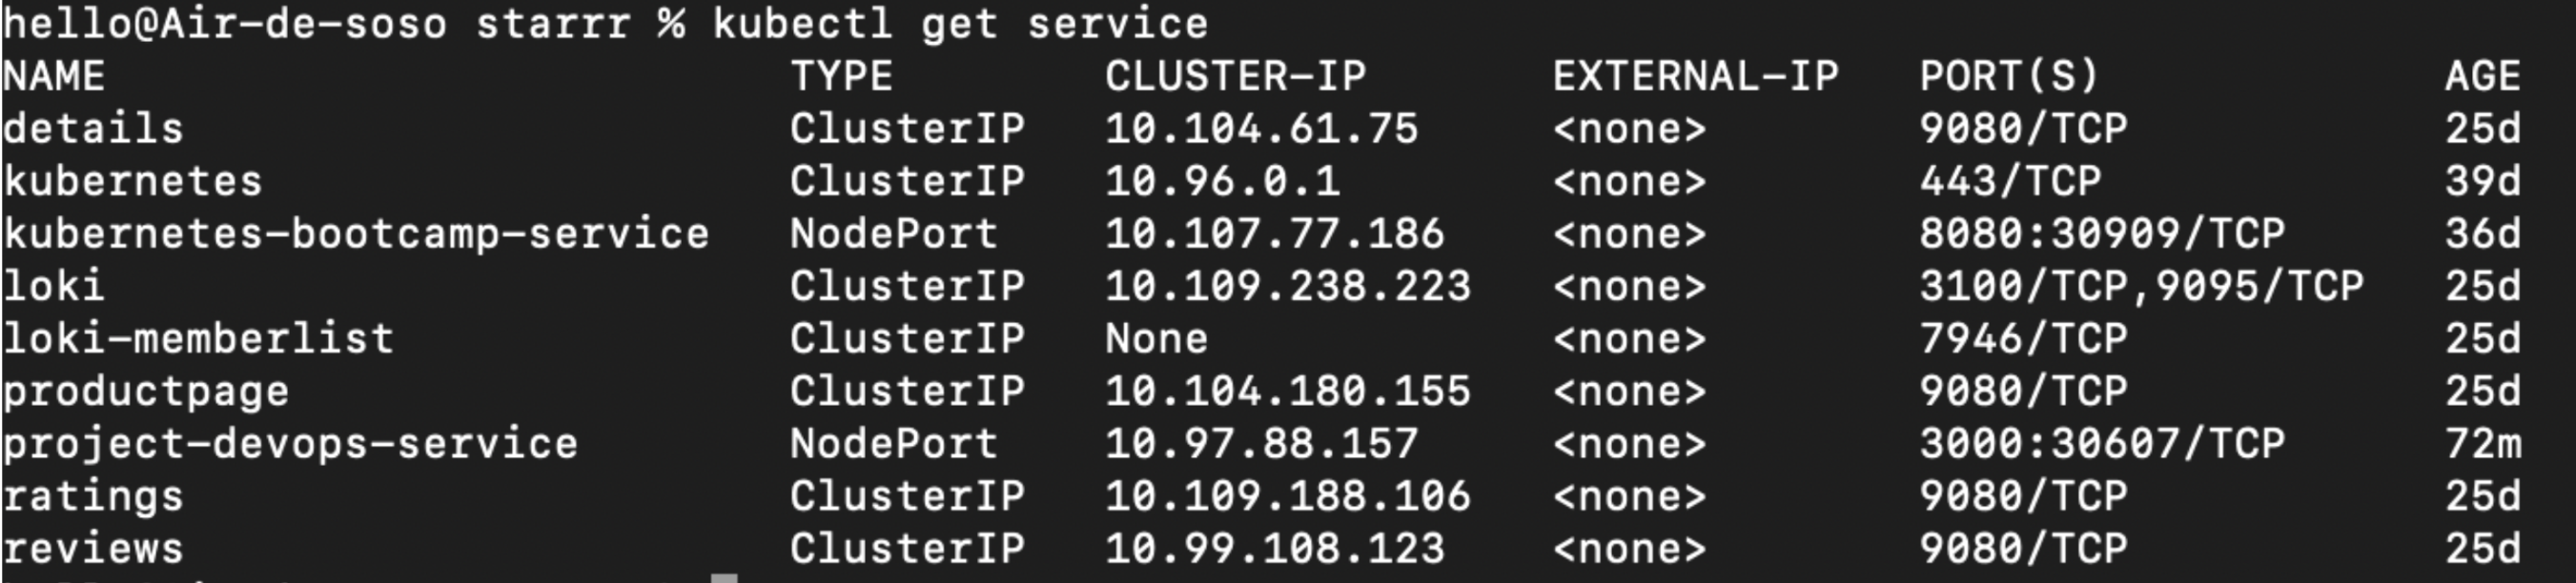 hello@Air-de-soso starrr % kubectl get service
NAME TYPE CLUSTER-IP EXTERNAL-IP PORT(S) AGE
details ClusterIP 10.104.61.75 <none> 9080/TCP 25d
kubernetes ClusterIP 10.96.0.1 <none> 443/TCP 39d
kubernetes-bootcamp-service NodePort 10.107.77.186 <none> 8080:30909/TCP 36d
loki ClusterIP 10.109.238.223 <none> 3100/TCP,9095/TCP 25d
loki-memberlist ClusterIP None <none> 7946/TCP 25d
productpage ClusterIP 10.104.180.155 <none> 9080/TCP 25d
project-devops-service NodePort 10.97.88.157 <none> 3000:30607/TCP 72m
ratings ClusterIP 10.109.188.106 <none> 9080/TCP 25d
reviews ClusterIP 10.99.108.123 <none> 9080/TCP 25d